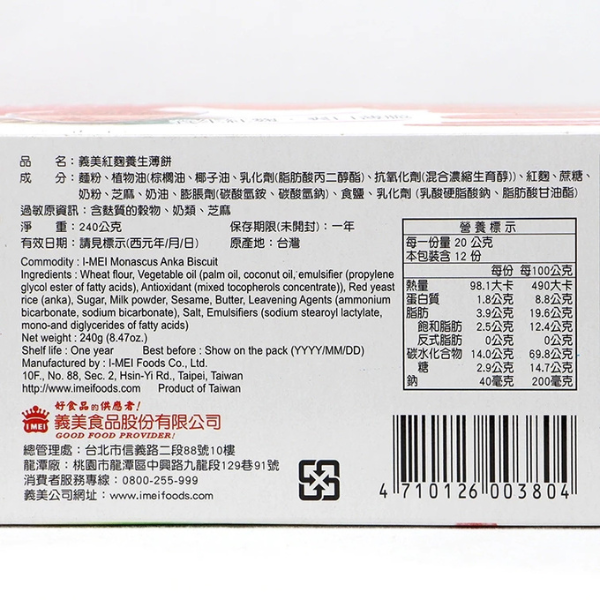 品　名：義美紅麴養生薄餅
成　分：麵粉、植物油(棕櫚油、椰子油、乳化劑(脂肪酸丙二醇酯)、抗氧化劑(混合濃縮生育醇))、紅麴、蔗糖、
奶粉、芝麻、奶油、膨脹劑(碳酸氫銨、碳酸氫鈉)、食鹽、乳化劑(乳酸硬脂酸鈉、脂肪酸甘油酯)
過敏原資訊：含麩質的穀物、奶類、芝麻
淨　重：240公克　保存期限(未開封)：一年
有效日期：請見標示(西元年/月/日)　原產地：台灣
Commodity : I-MEI Monascus Anka Biscuit
Ingredients : Wheat flour, Vegetable oil (palm oil, coconut oil, emulsifier (propylene
glycol ester of fatty acids), Antioxidant (mixed tocopherols concentrate)), Red yeast
rice (anka), Sugar, Milk powder, Sesame, Butter, Leavening Agents (ammonium
bicarbonate, sodium bicarbonate), Salt, Emulsifiers (sodium stearoyl lactylate,
mono-and diglycerides of fatty acids)
Net weight : 240g (8.47oz.)
Shelf life : One year　Best before : Show on the pack (YYYY/MM/DD)
Manufactured by : I-MEI Foods Co., Ltd.
10F., No. 88, Sec. 2, Hsin-Yi Rd., Taipei, Taiwan
http://www.imeifoods.com　Product of Taiwan
營養標示
每一份量 20 公克
本包裝含 12 份
每份　每100公克
熱量　98.1大卡　490大卡
蛋白質　1.8公克　8.8公克
脂肪　3.9公克　19.6公克
飽和脂肪　2.5公克　12.4公克
反式脂肪　0公克　0公克
碳水化合物　14.0公克　69.8公克
糖　2.9公克　14.7公克
鈉　40毫克　200毫克
好食品的供應者!
I MEI
義美食品股份有限公司
GOOD FOOD PROVIDER!
總管理處：台北市信義路二段88號10樓
龍潭廠：桃園市龍潭區中興路九龍段129巷91號
消費者服務專線：0800-255-999
義美公司網址：www.imeifoods.com
4 710126 003804